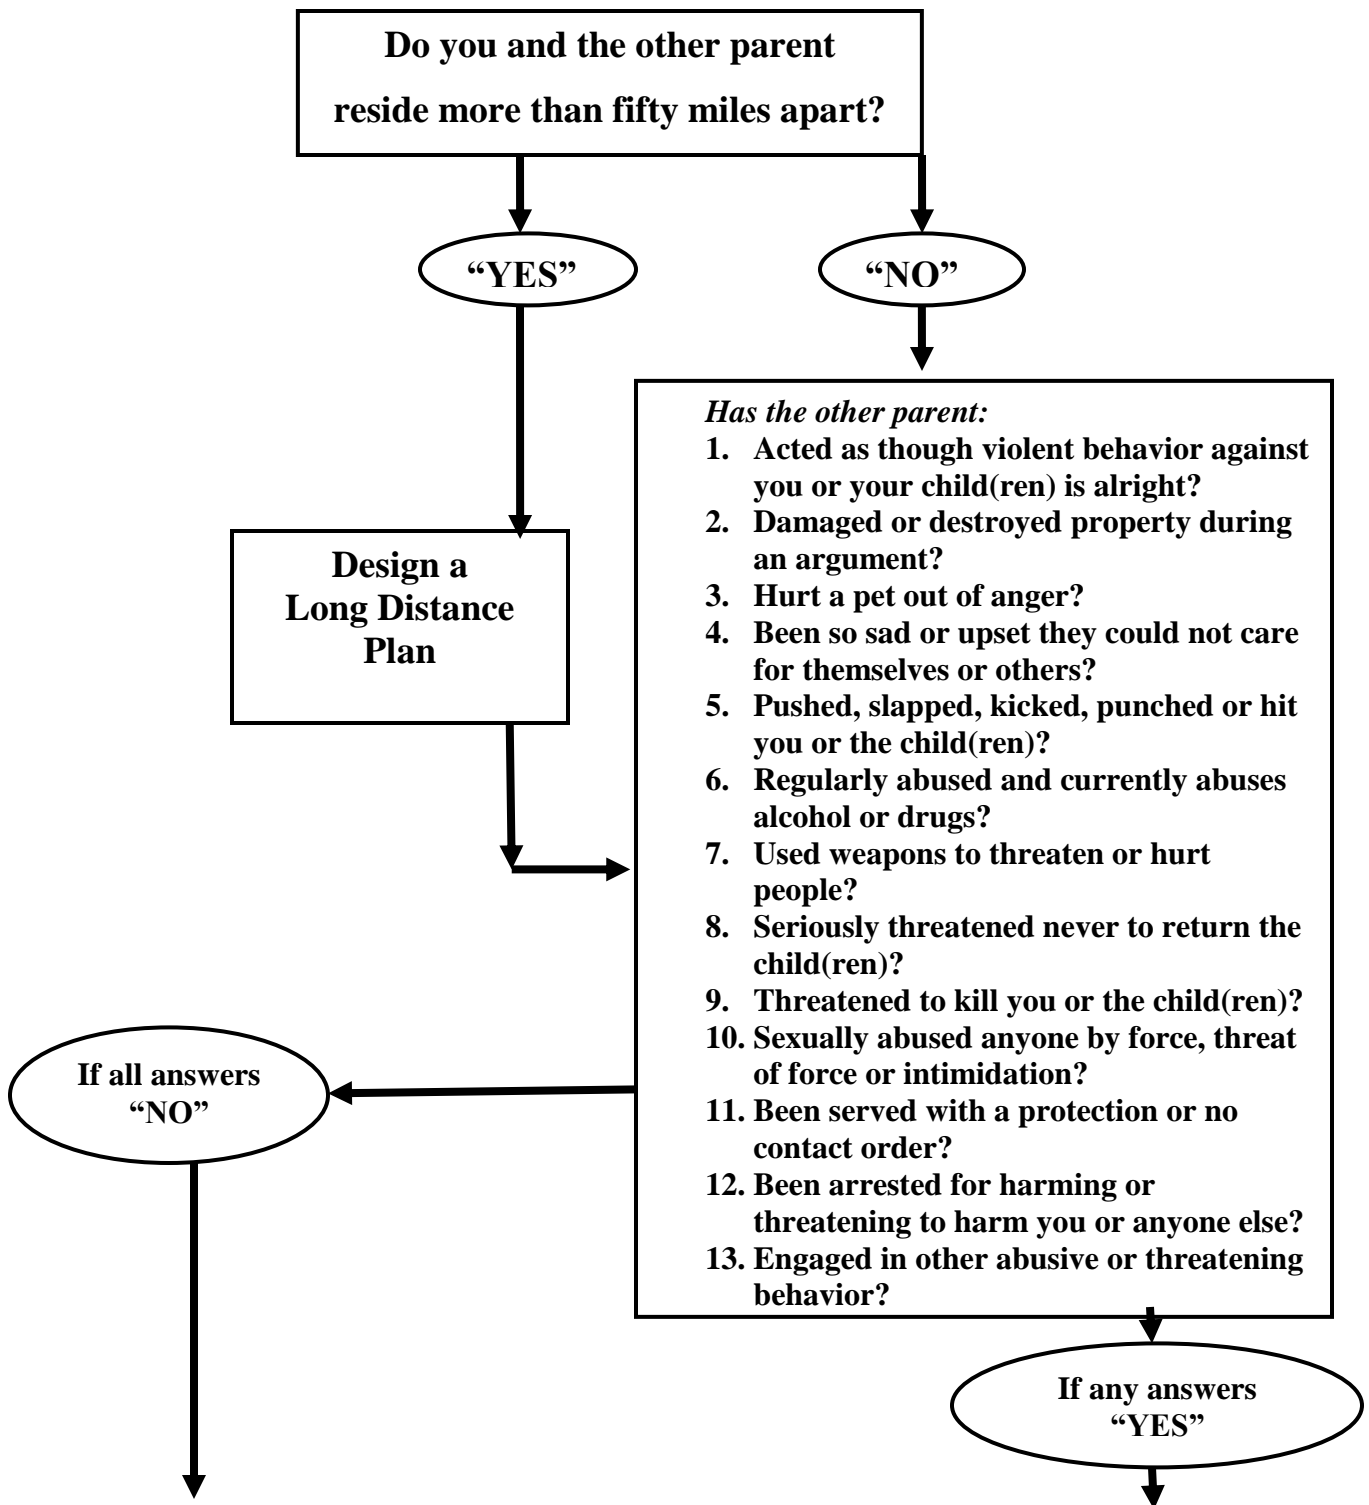 Do you and the other parent
reside more than fifty miles apart?
“YES”
“NO”
Has the other parent:
1. Acted as though violent behavior against
you or your child(ren) is alright?
2. Damaged or destroyed property during
an argument?
3. Hurt a pet out of anger?
4. Been so sad or upset they could not care
for themselves or others?
5. Pushed, slapped, kicked, punched or hit
you or the child(ren)?
6. Regularly abused and currently abuses
alcohol or drugs?
7. Used weapons to threaten or hurt
people?
8. Seriously threatened never to return the
child(ren)?
9. Threatened to kill you or the child(ren)?
10. Sexually abused anyone by force, threat
of force or intimidation?
11. Been served with a protection or no
contact order?
12. Been arrested for harming or
threatening to harm you or anyone else?
13. Engaged in other abusive or threatening
behavior?
Design a
Long Distance
Plan
If all answers
“NO”
If any answers
“YES”